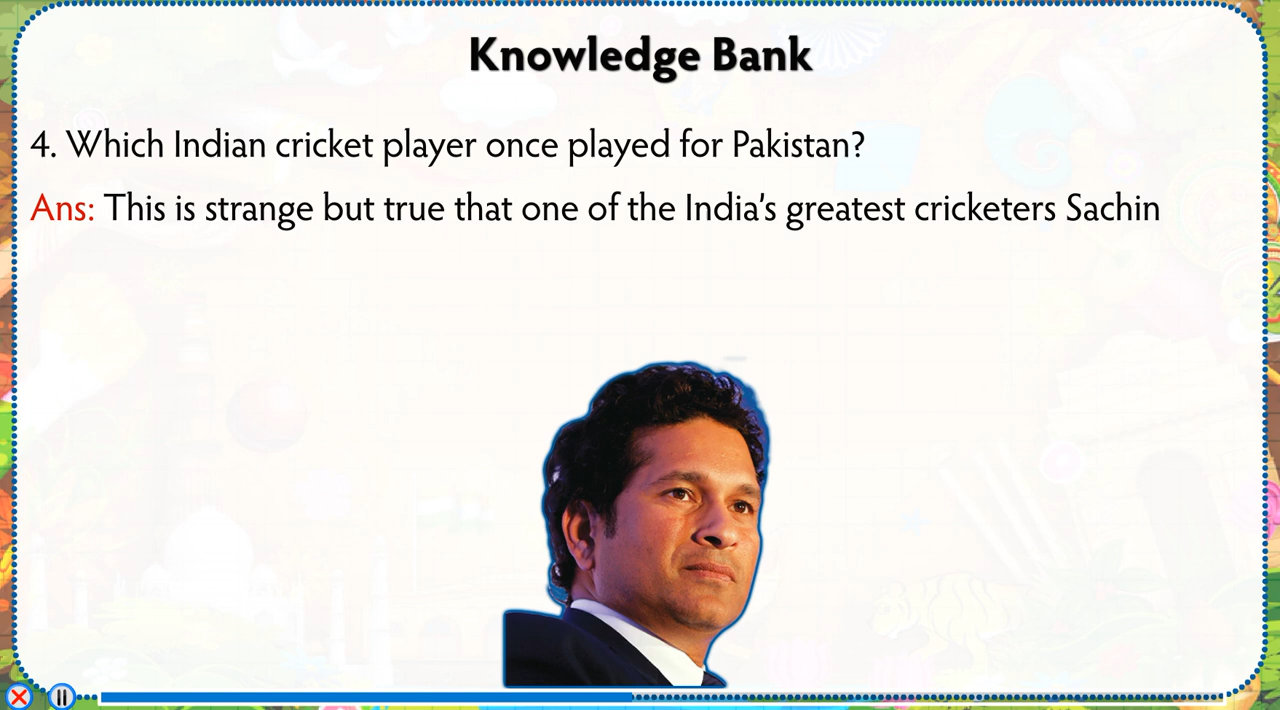 Knowledge Bank
4. Which Indian cricket player once played for Pakistan?
Ans: This is strange but true that one of the India's greatest cricketers Sachin